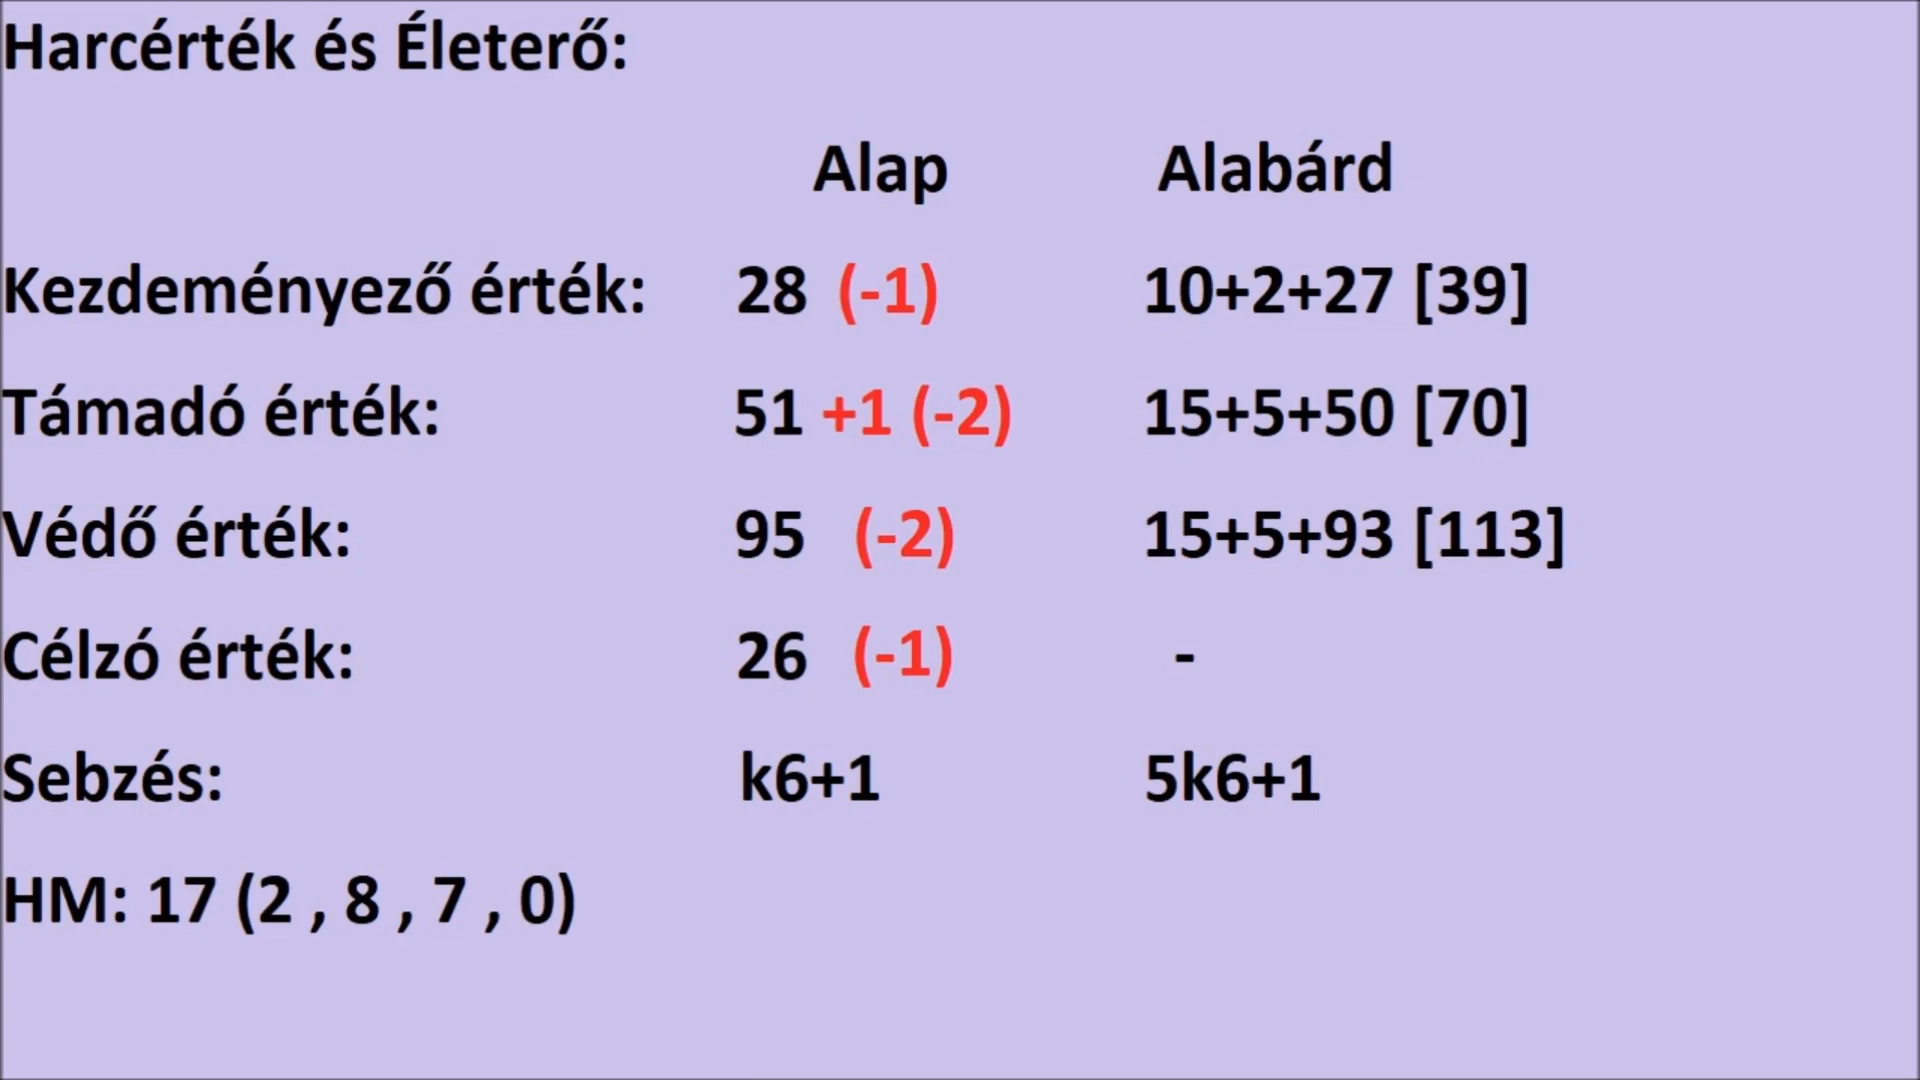 Harcérték és Életerő:
Alap Alabárd
Kezdeményező érték: 28 (-1) 10+2+27 [39]
Támadó érték: 51 +1 (-2) 15+5+50 [70]
Védő érték: 95 (-2) 15+5+93 [113]
Célzó érték: 26 (-1) -
Sebzés: k6+1 5k6+1
HM: 17 (2 , 8 , 7 , 0)